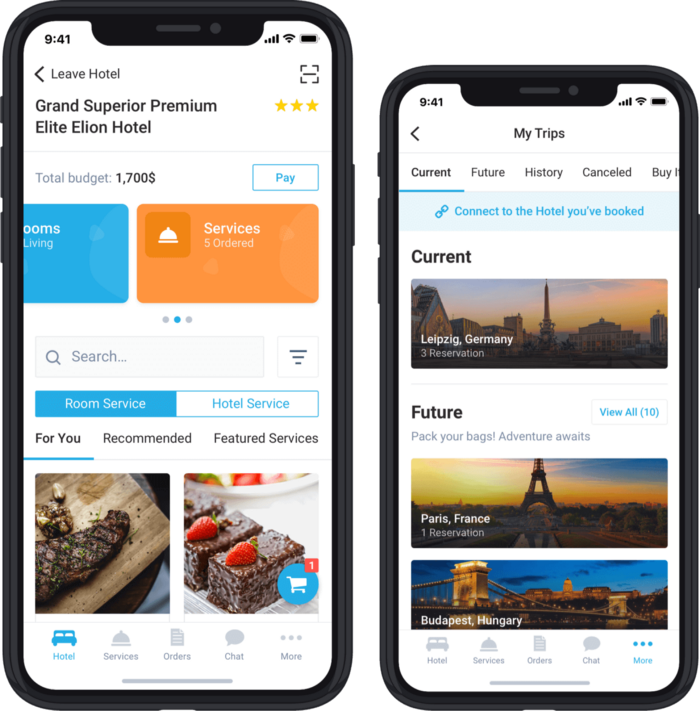 9:41
Leave Hotel
Grand Superior Premium
Elite Elion Hotel
Total budget: 1,700$
Pay
ooms
Living
Services
5 Ordered
Search...
Room Service
Hotel Service
For You
Recommended
Featured Services
1
Hotel
Services
Orders
Chat
More
9:41
My Trips
Current
Future
History
Canceled
Buy It
Connect to the Hotel you've booked
Current
Leipzig, Germany
3 Reservation
Future
View All (10)
Pack your bags! Adventure awaits
Paris, France
1 Reservation
Budapest, Hungary
Hotel
Services
Orders
Chat
More